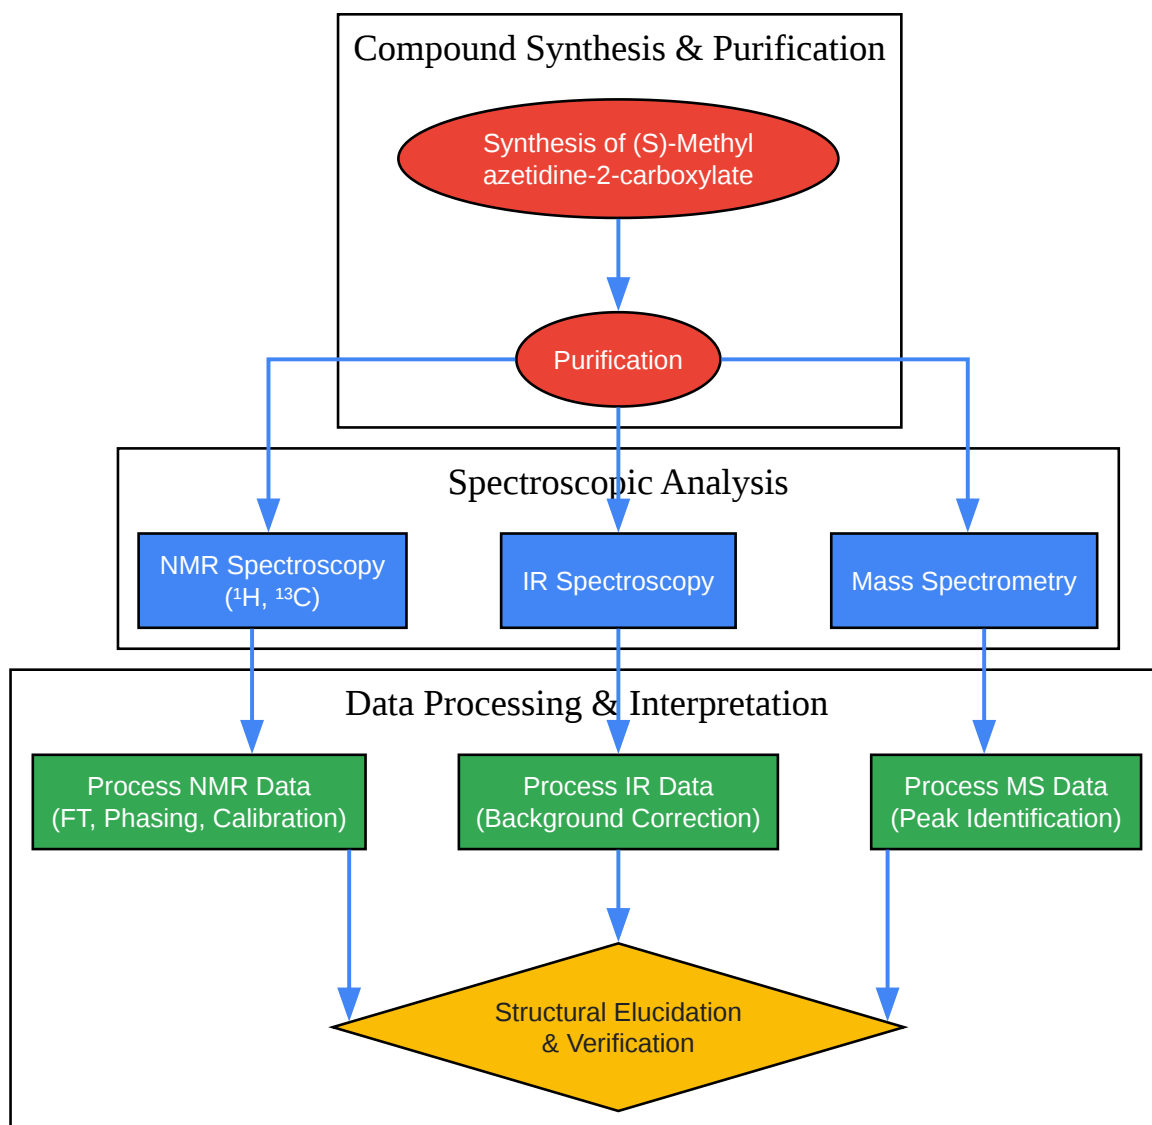 Compound Synthesis & Purification
Synthesis of (S)-Methyl
azetidine-2-carboxylate
Purification
Spectroscopic Analysis
NMR Spectroscopy
(¹H, ¹³C)
IR Spectroscopy
Mass Spectrometry
Data Processing & Interpretation
Process NMR Data
(FT, Phasing, Calibration)
Process IR Data
(Background Correction)
Process MS Data
(Peak Identification)
Structural Elucidation
& Verification